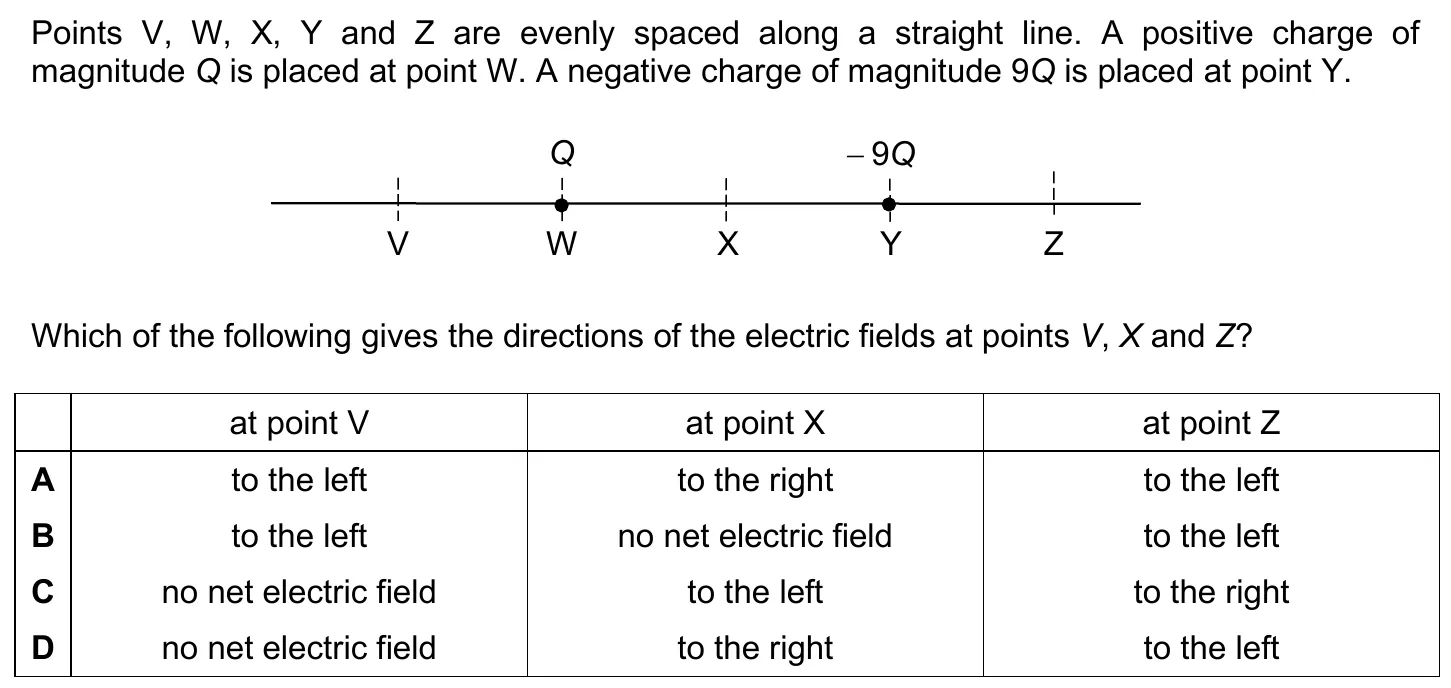 Points V, W, X, Y and Z are evenly spaced along a straight line. A positive charge of
magnitude Q is placed at point W. A negative charge of magnitude 9Q is placed at point Y.
Q – 9Q
V W X Y Z
Which of the following gives the directions of the electric fields at points V, X and Z?
at point V at point X at point Z
A to the left to the right to the left
B to the left no net electric field to the left
C no net electric field to the left to the right
D no net electric field to the right to the left